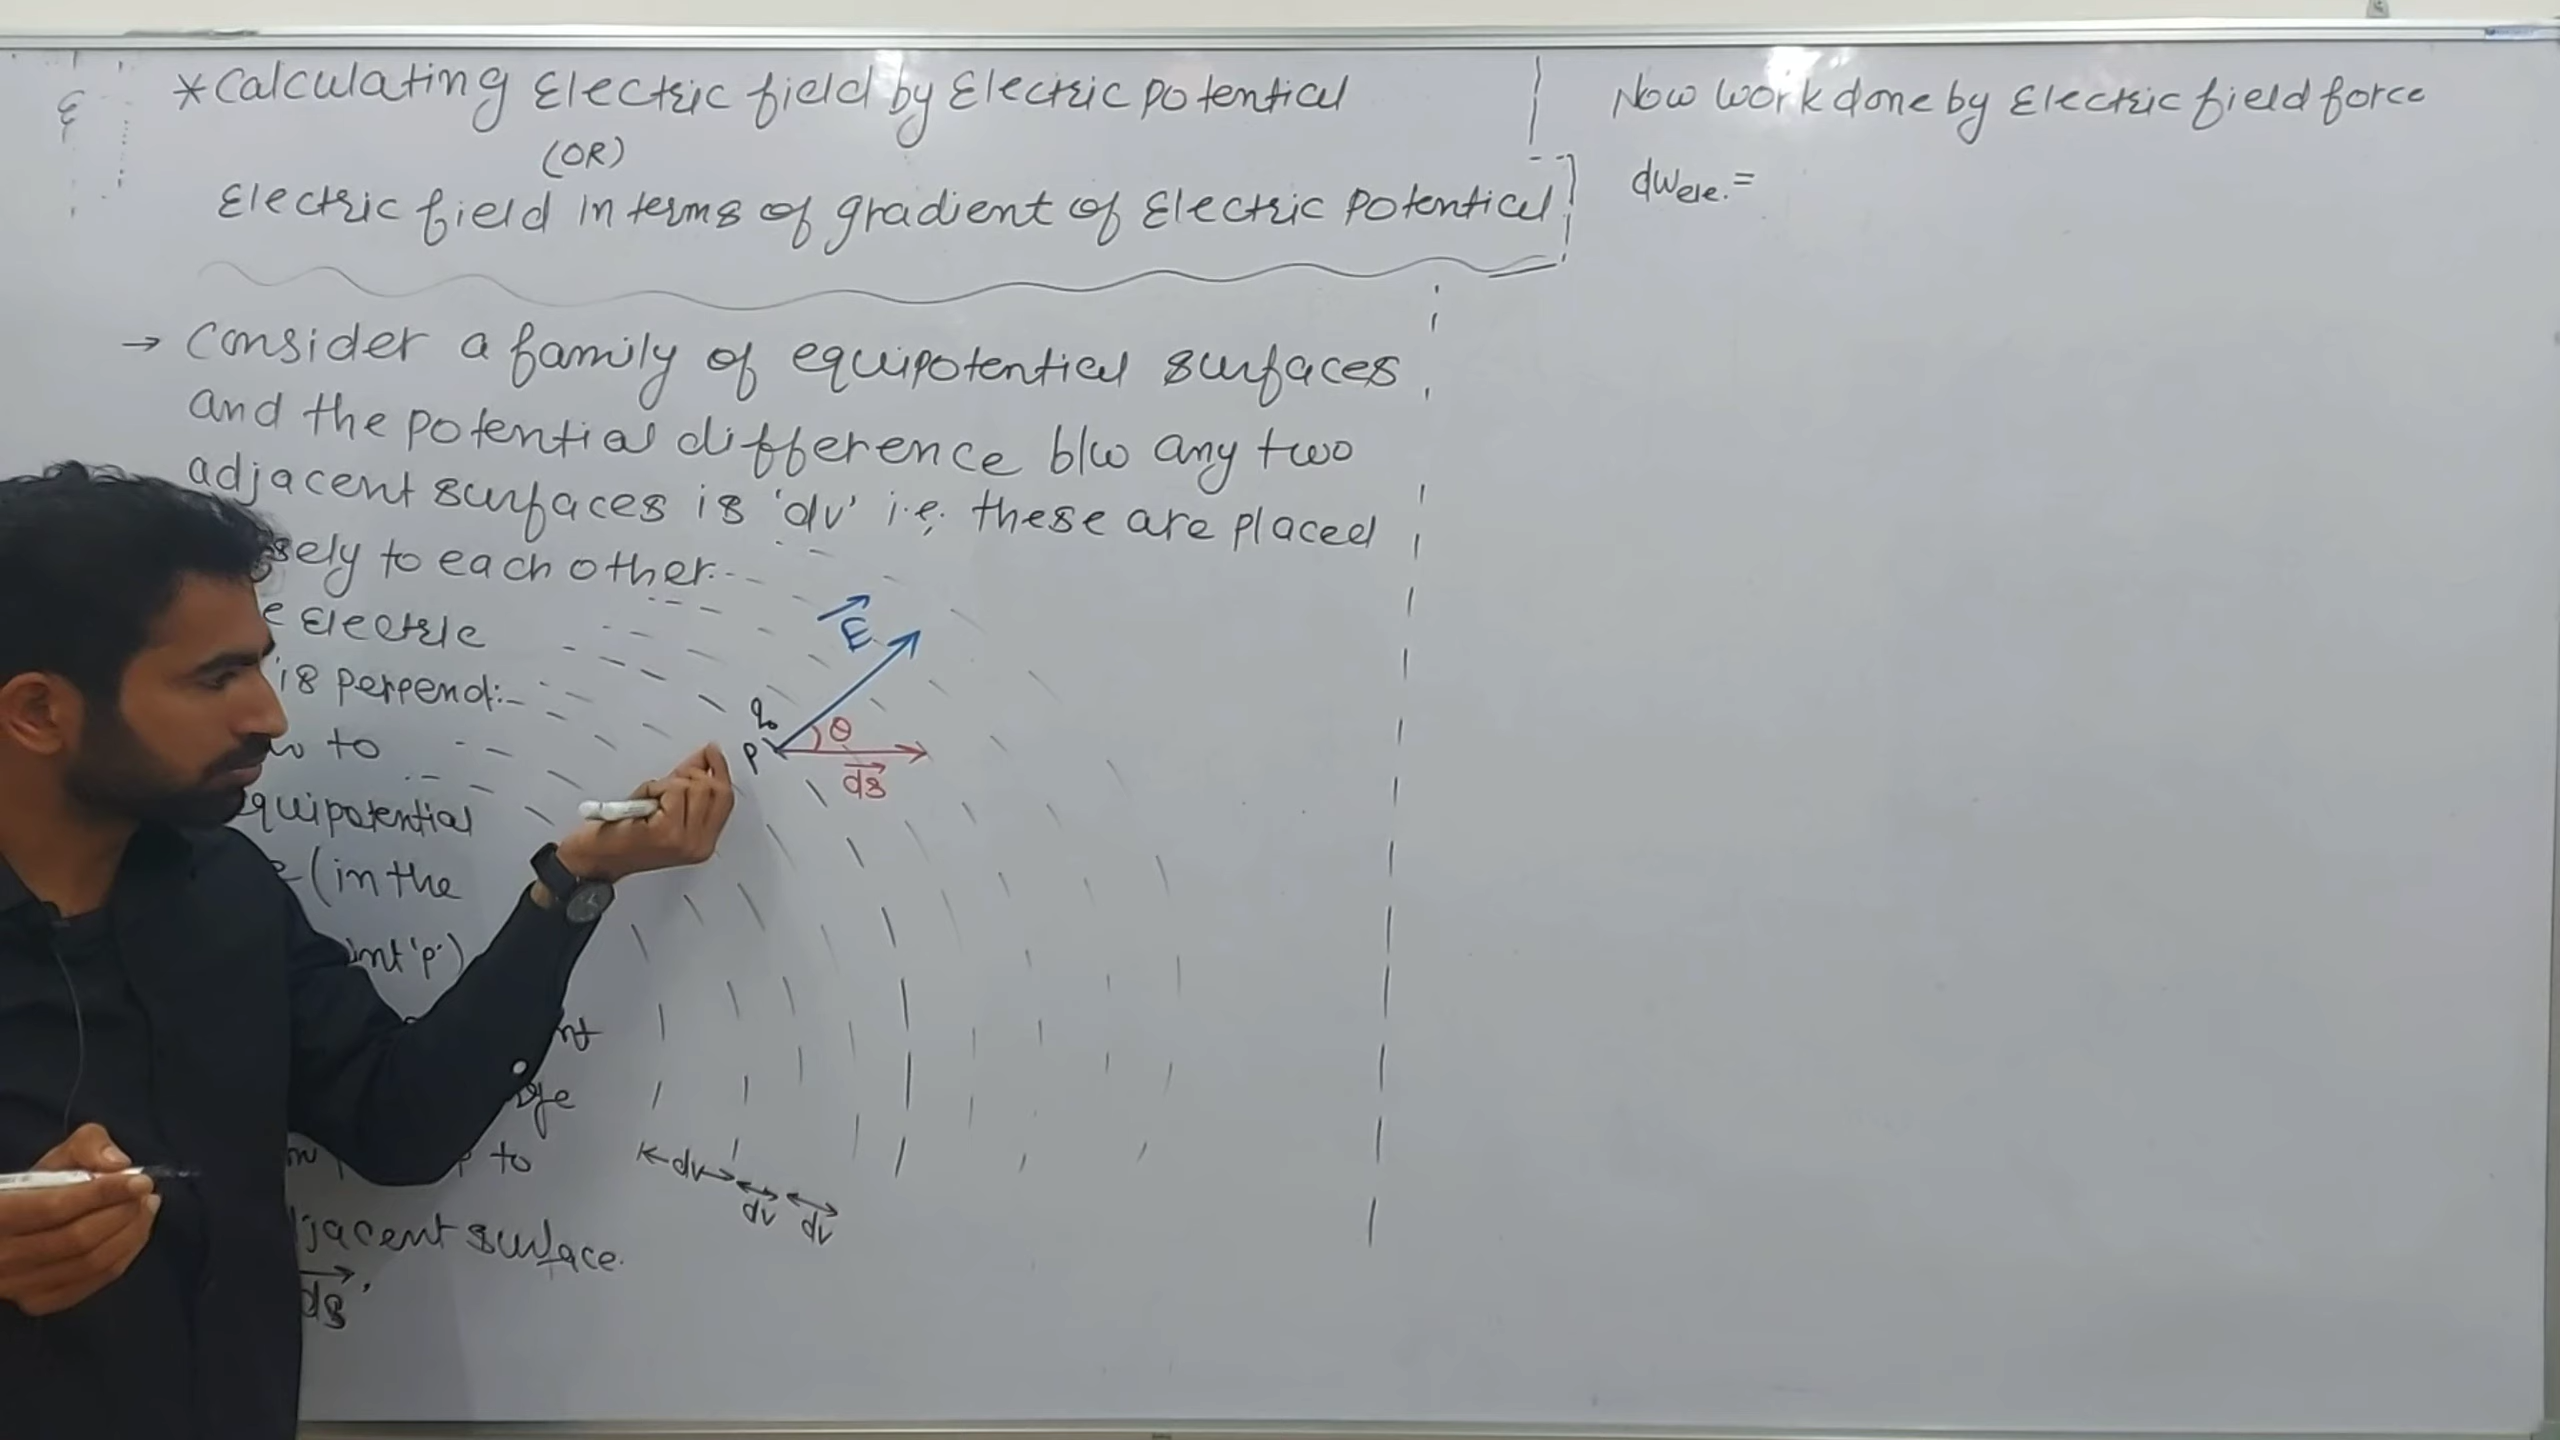 *Calculating Electric field by Electric potential
(OR)
Electric field in terms of gradient of Electric Potential
→ Consider a family of equipotential surfaces
and the potential difference b/w any two
adjacent surfaces is 'dv' i.e; these are placed
sely to each other.
Electric
is perpend:-
to
quipotential
(in the
'p')
to
jacent surface.
ds
E
q₀
θ
P
ds
dv
dv
dv
Now work done by Electric field force
dwele. =